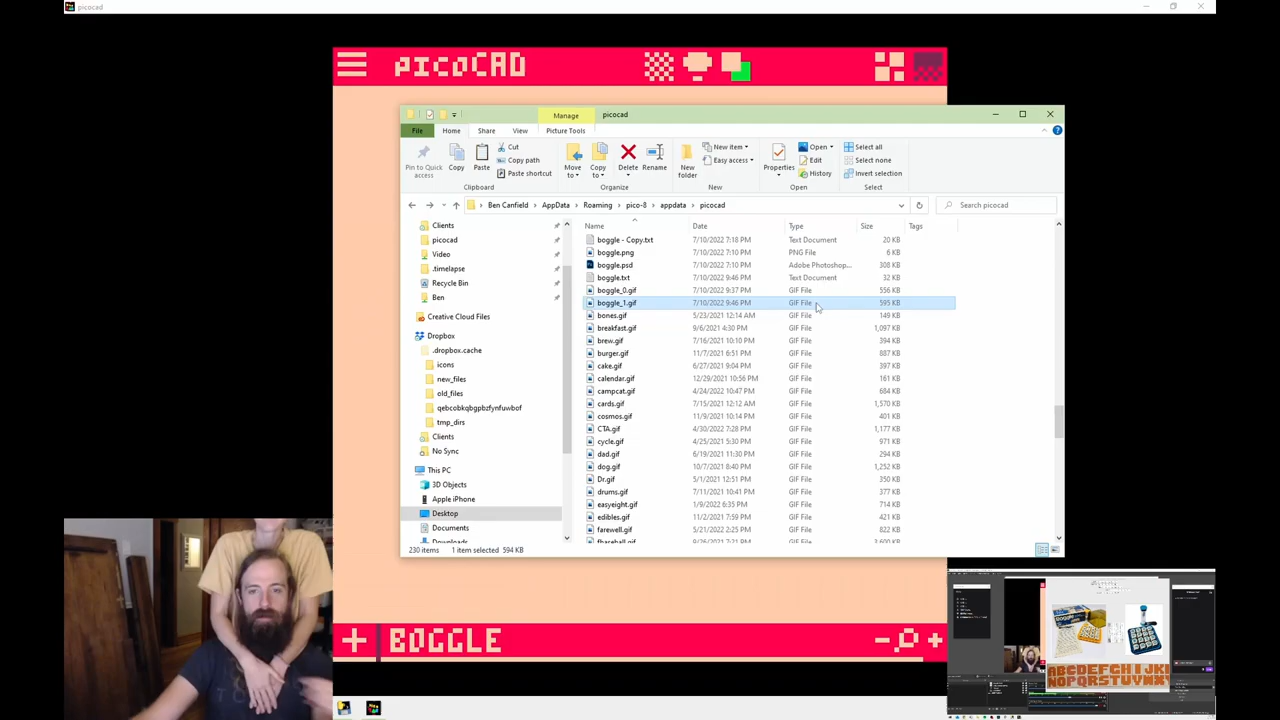 picocad
picoCAD
Manage
picocad
File
Home
Share
View
Picture Tools
Pin to Quick access
Copy
Paste
Cut
Copy path
Paste shortcut
Clipboard
Move to
Copy to
Delete
Rename
Organize
New folder
New item
Easy access
New
Properties
Open
Edit
History
Open
Select all
Select none
Invert selection
Select
Ben Canfield › AppData › Roaming › pico-8 › appdata › picocad
Search picocad
Clients
picocad
Video
.timelapse
Recycle Bin
Ben
Creative Cloud Files
Dropbox
.dropbox.cache
icons
new_files
old_files
qebcobkqbgpbzfynfuwbof
tmp_dirs
Clients
No Sync
This PC
3D Objects
Apple iPhone
Desktop
Documents
Downloads
Name Date Type Size Tags
boggle - Copy.txt 7/10/2022 7:18 PM Text Document 20 KB
boggle.png 7/10/2022 7:10 PM PNG File 6 KB
boggle.psd 7/10/2022 7:10 PM Adobe Photoshop... 308 KB
boggle.txt 7/10/2022 9:46 PM Text Document 32 KB
boggle_0.gif 7/10/2022 9:37 PM GIF File 556 KB
boggle_1.gif 7/10/2022 9:46 PM GIF File 595 KB
bones.gif 5/23/2021 12:14 AM GIF File 149 KB
breakfast.gif 9/6/2021 4:30 PM GIF File 1,097 KB
brew.gif 7/16/2021 10:10 PM GIF File 394 KB
burger.gif 11/7/2021 6:51 PM GIF File 887 KB
cake.gif 6/27/2021 9:04 PM GIF File 397 KB
calendar.gif 12/29/2021 10:56 PM GIF File 161 KB
campcat.gif 4/24/2022 10:47 PM GIF File 684 KB
cards.gif 7/15/2021 12:12 AM GIF File 1,570 KB
cosmos.gif 11/9/2021 10:14 PM GIF File 401 KB
CTA.gif 4/30/2022 7:28 PM GIF File 1,177 KB
cycle.gif 4/25/2021 5:30 PM GIF File 971 KB
dad.gif 6/19/2021 11:30 PM GIF File 294 KB
dog.gif 10/7/2021 8:40 PM GIF File 1,252 KB
Dr.gif 5/1/2021 12:51 PM GIF File 350 KB
drums.gif 7/11/2021 10:41 PM GIF File 377 KB
easyeight.gif 1/9/2022 6:35 PM GIF File 714 KB
edibles.gif 11/2/2021 7:59 PM GIF File 421 KB
farewell.gif 5/21/2022 2:25 PM GIF File 822 KB
230 items 1 item selected 594 KB
BOGGLE
boggle